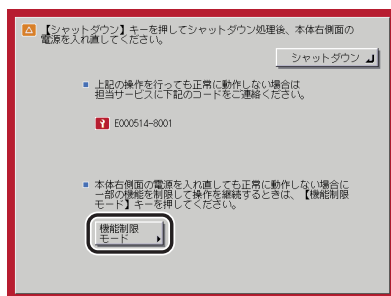 【シャットダウン】キーを押してシャットダウン処理後、本体右側面の
電源を入れ直してください。
シャットダウン
上記の操作を行っても正常に動作しない場合は
担当サービスに下記のコードをご連絡ください。
E000514-8001
本体右側面の電源を入れ直しても正常に動作しない場合に
一部の機能を制限して操作を継続するときは、【機能制限
モード】キーを押してください。
機能制限
モード